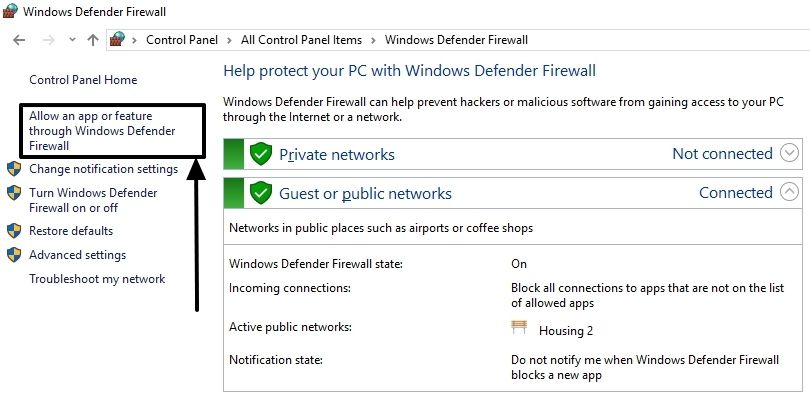 Windows Defender Firewall
Control Panel > All Control Panel Items > Windows Defender Firewall
Control Panel Home
Allow an app or feature
through Windows Defender
Firewall
Change notification settings
Turn Windows Defender
Firewall on or off
Restore defaults
Advanced settings
Troubleshoot my network
Help protect your PC with Windows Defender Firewall
Windows Defender Firewall can help prevent hackers or malicious software from gaining access to your PC
through the Internet or a network.
Private networks Not connected
Guest or public networks Connected
Networks in public places such as airports or coffee shops
Windows Defender Firewall state: On
Incoming connections: Block all connections to apps that are not on the list
of allowed apps
Active public networks: Housing 2
Notification state: Do not notify me when Windows Defender Firewall
blocks a new app